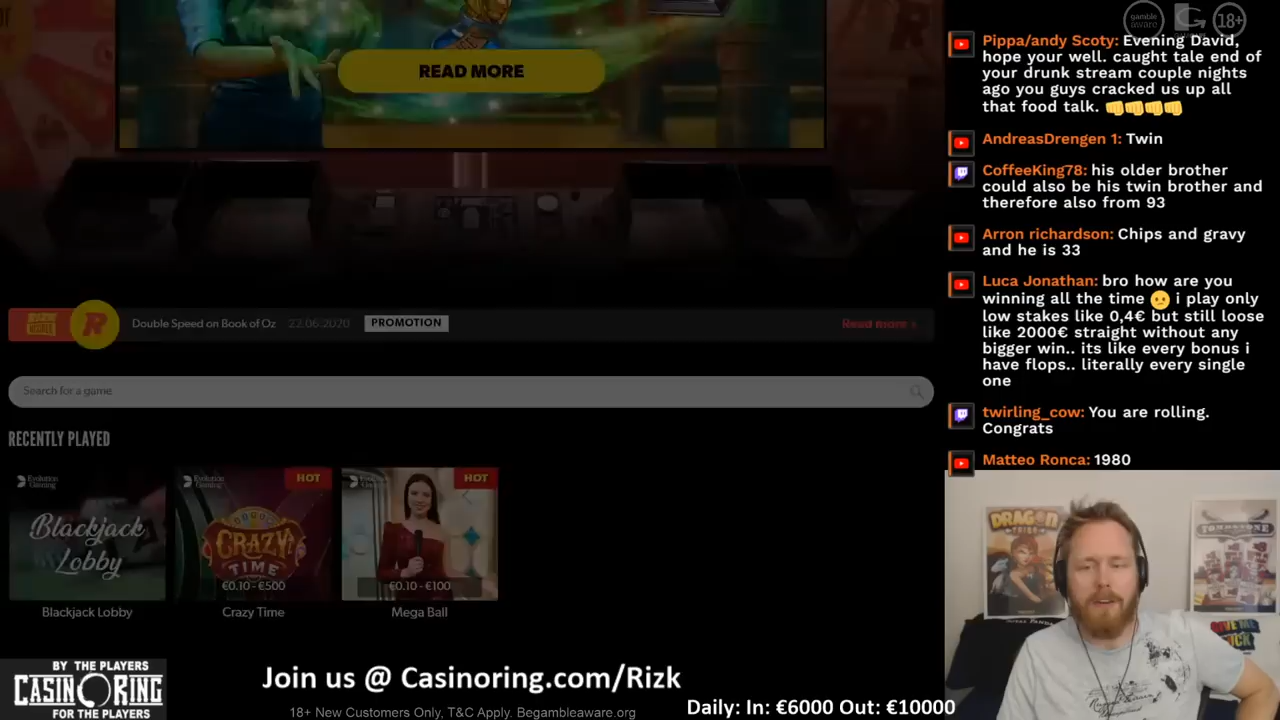 READ MORE
Double Speed on Book of Oz 22.06.2020 PROMOTION Read more
Search for a game
RECENTLY PLAYED
Evolution Gaming
Blackjack Lobby
Blackjack Lobby
Evolution Gaming
HOT
CRAZY TIME
€0.10 - €500
Crazy Time
HOT
€0.10 - €100
Mega Ball
BY THE PLAYERS
CASINORING
FOR THE PLAYERS
Join us @ Casinoring.com/Rizk
18+ New Customers Only, T&C Apply. Begambleaware.org
Daily: In: €6000 Out: €10000
gamble aware
18+
Pippa/andy Scoty: Evening David,
hope your well. caught tale end of
your drunk stream couple nights
ago you guys cracked us up all
that food talk. 👊👊👊👊
AndreasDrengen 1: Twin
CoffeeKing78: his older brother
could also be his twin brother and
therefore also from 93
Arron richardson: Chips and gravy
and he is 33
Luca Jonathan: bro how are you
winning all the time 🙁 i play only
low stakes like 0,4€ but still loose
like 2000€ straight without any
bigger win.. its like every bonus i
have flops.. literally every single
one
twirling_cow: You are rolling.
Congrats
Matteo Ronca: 1980
DRAGON
TOMBSTONE